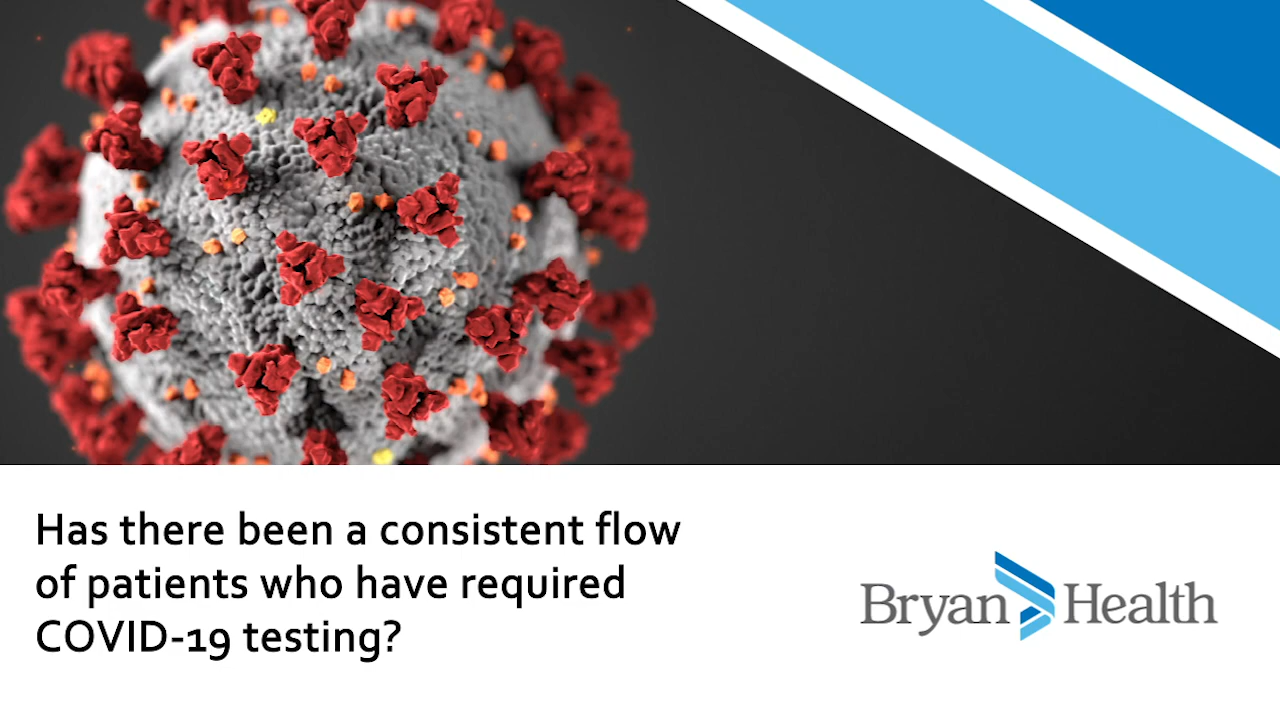 Has there been a consistent flow
of patients who have required
COVID-19 testing?
Bryan Health